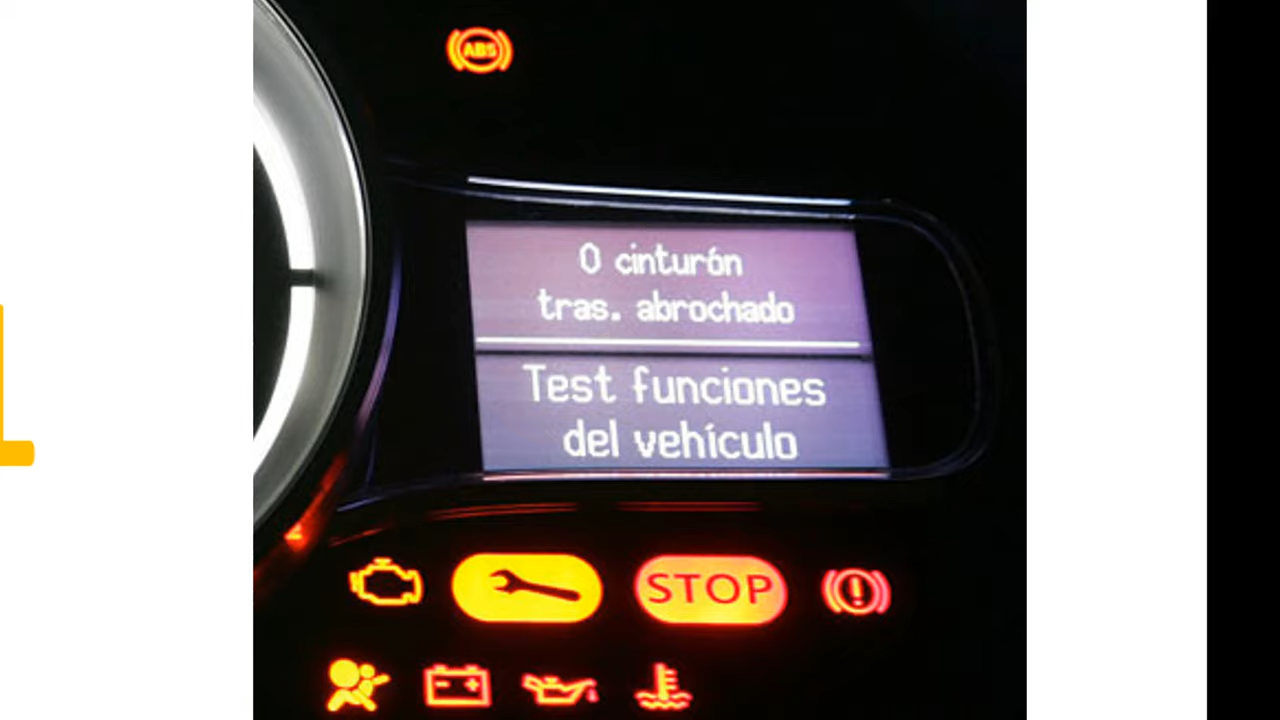 ABS
0 cinturón
tras. abrochado
Test funciones
del vehículo
STOP